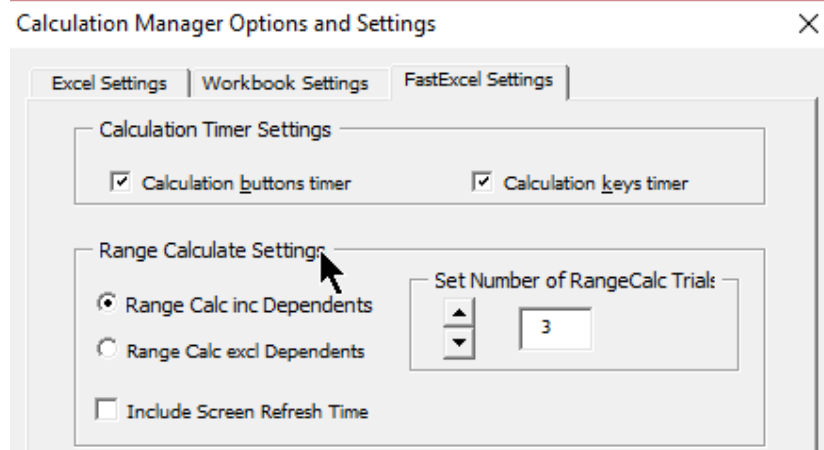 Calculation Manager Options and Settings
Excel Settings Workbook Settings FastExcel Settings
Calculation Timer Settings
Calculation buttons timer Calculation keys timer
Range Calculate Settings
Set Number of RangeCalc Trials
Range Calc inc Dependents
3
Range Calc excl Dependents
Include Screen Refresh Time